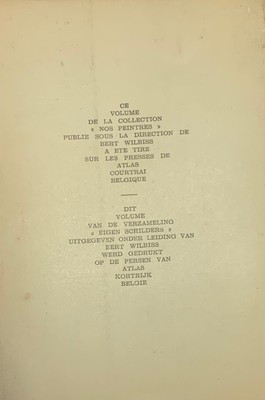 CE
VOLUME
DE LA COLLECTION
« NOS PEINTRES »
PUBLIE SOUS LA DIRECTION DE
BERT WILBISS
A ETE TIRE
SUR LES PRESSES DE
ATLAS
COURTRAI
BELGIQUE
DIT
VOLUME
VAN DE VERZAMELING
« EIGEN SCHILDERS »
UITGEGEVEN ONDER LEIDING VAN
BERT WILBISS
WERD GEDRUKT
OP DE PERSEN VAN
ATLAS
KORTRIJK
BELGIE